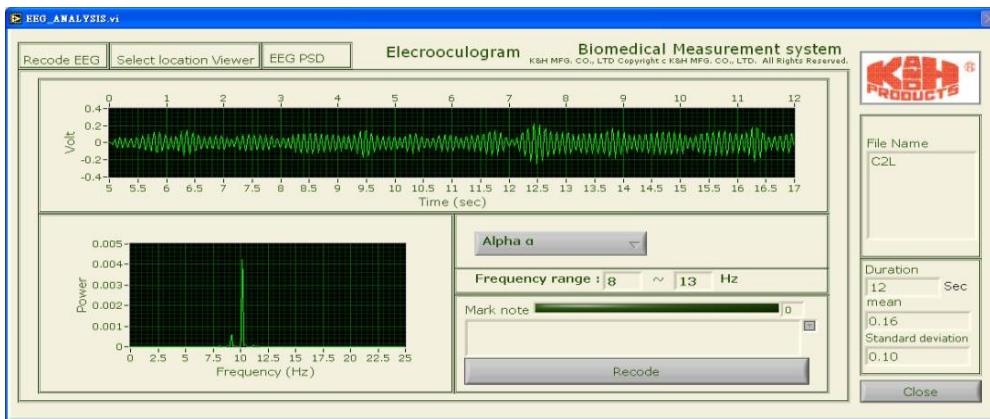 EEG_ANALYSIS.vi
Recode EEG
Select location Viewer
EEG PSD
Elecrooculogram
Biomedical Measurement system
K&H MFG. CO., LTD Copyright c K&H MFG. CO., LTD. All Rights Reserved.
K&H
PRODUCTS
®
0 1 2 3 4 5 6 7 8 9 10 11 12
0.4
0.2
0
-0.2
-0.4
Volt
5 5.5 6 6.5 7 7.5 8 8.5 9 9.5 10 10.5 11 11.5 12 12.5 13 13.5 14 14.5 15 15.5 16 16.5 17
Time (sec)
0.005
0.004
0.003
0.002
0.001
0
Power
0 2.5 5 7.5 10 12.5 15 17.5 20 22.5 25
Frequency (Hz)
Alpha α
Frequency range : 8 ~ 13 Hz
Mark note 0
Recode
File Name
C2L
Duration
12 Sec
mean
0.16
Standard deviation
0.10
Close